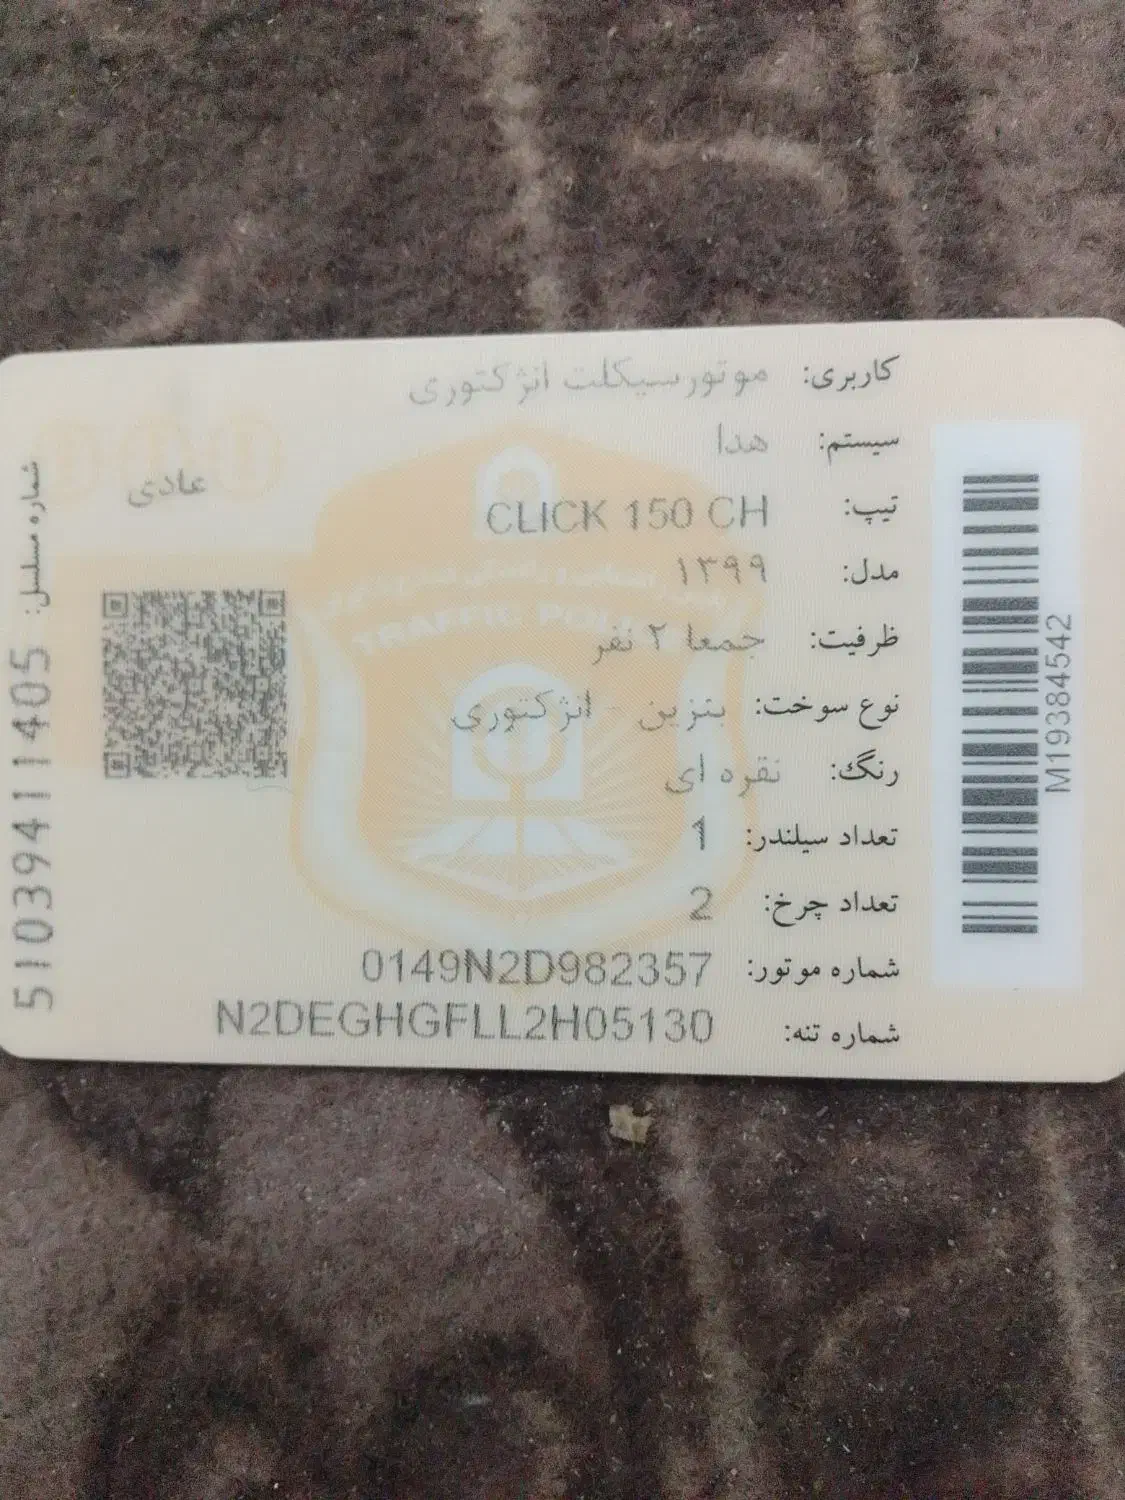 کاربری: موتورسیکلت انژکتوری
سیستم: هدا
تیپ: CLICK 150 CH
مدل: ۱۳۹۹
ظرفیت: جمعا ۲ نفر
نوع سوخت: بنزین - انژکتوری
رنگ: نقره ای
تعداد سیلندر: 1
تعداد چرخ: 2
شماره موتور: 0149N2D982357
شماره تنه: N2DEGHGFLL2H05130
عادی
شماره مسلسل: 51039411405
M19384542
TRAFFIC